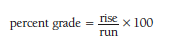 percent grade = rise/run × 100